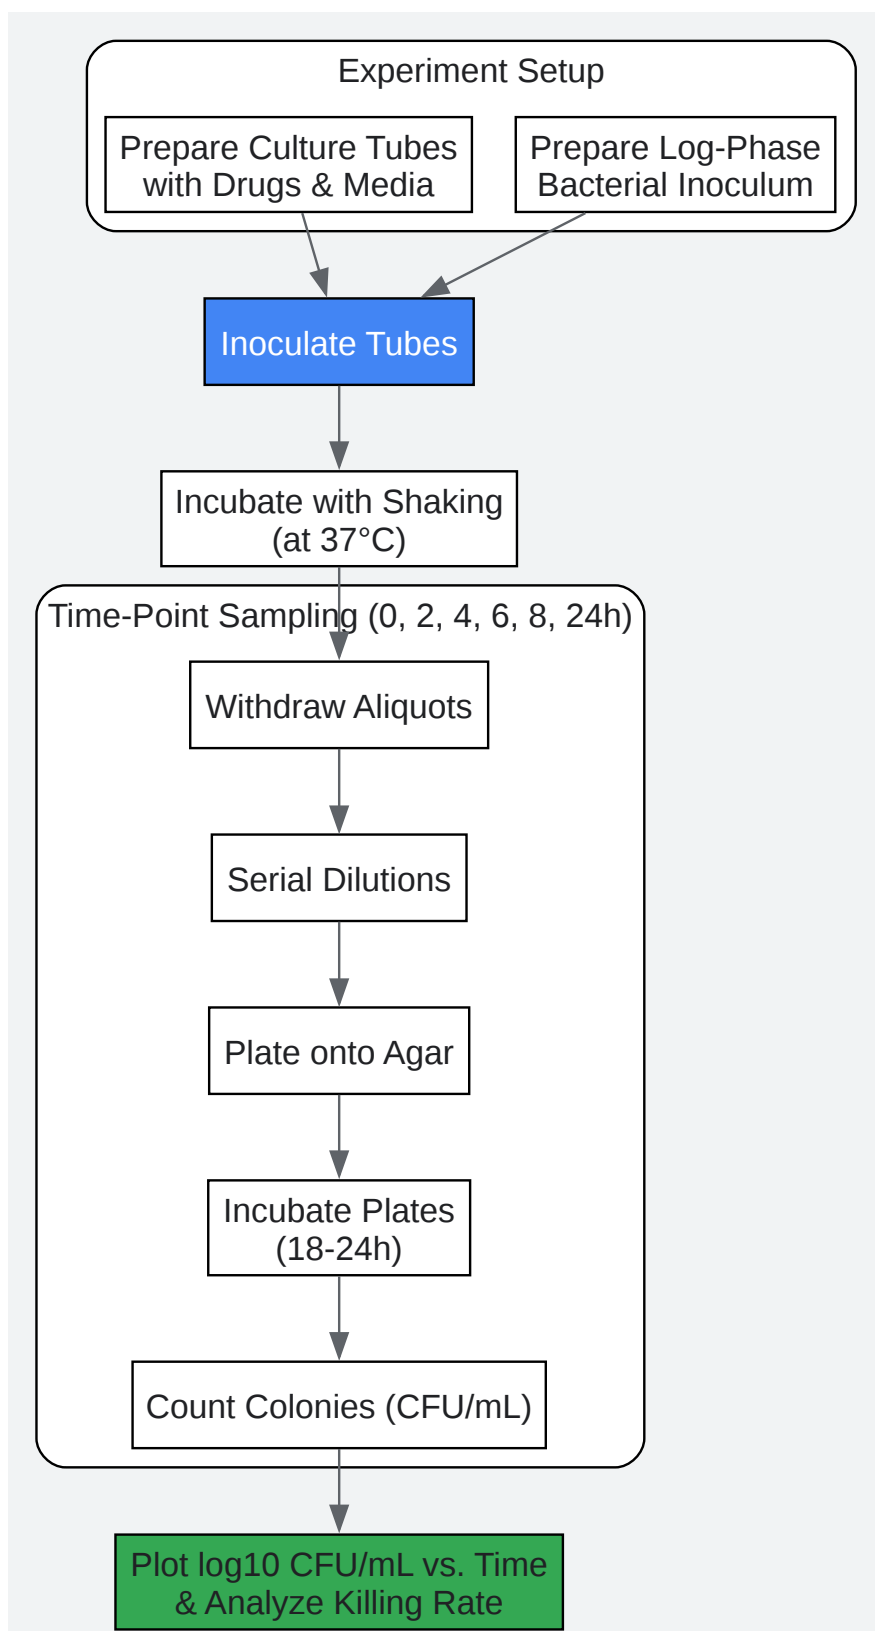 Experiment Setup
Prepare Culture Tubes
with Drugs & Media
Prepare Log-Phase
Bacterial Inoculum
Inoculate Tubes
Incubate with Shaking
(at 37°C)
Time-Point Sampling (0, 2, 4, 6, 8, 24h)
Withdraw Aliquots
Serial Dilutions
Plate onto Agar
Incubate Plates
(18-24h)
Count Colonies (CFU/mL)
Plot log10 CFU/mL vs. Time
& Analyze Killing Rate